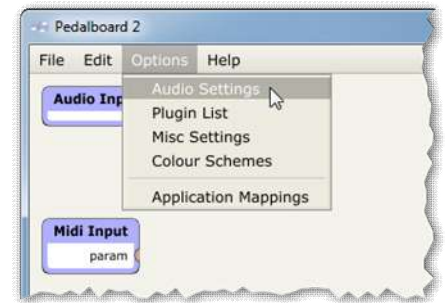 Pedalboard 2
File Edit Options Help
Audio Inp
Audio Settings
Plugin List
Misc Settings
Colour Schemes
Application Mappings
Midi Input
param